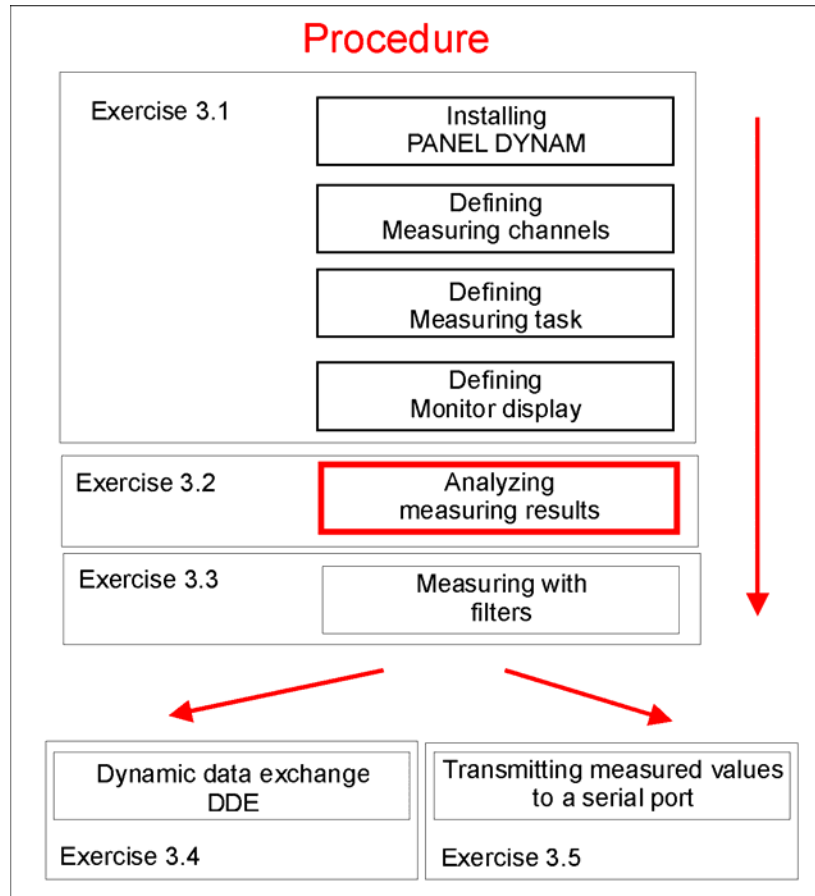 Procedure
Exercise 3.1
Installing
PANEL DYNAM
Defining
Measuring channels
Defining
Measuring task
Defining
Monitor display
Exercise 3.2
Analyzing
measuring results
Exercise 3.3
Measuring with
filters
Dynamic data exchange
DDE
Exercise 3.4
Transmitting measured values
to a serial port
Exercise 3.5